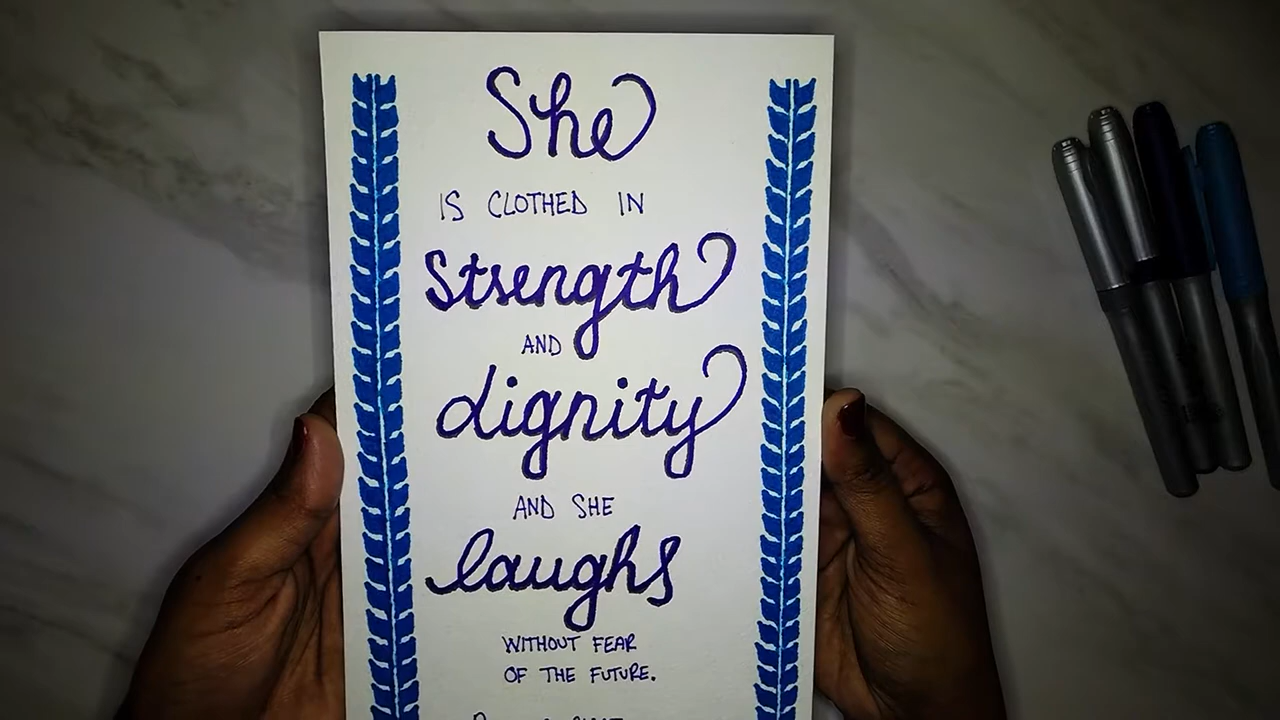 She
IS CLOTHED IN
Strength
AND
dignity
AND SHE
laughs
WITHOUT FEAR
OF THE FUTURE.